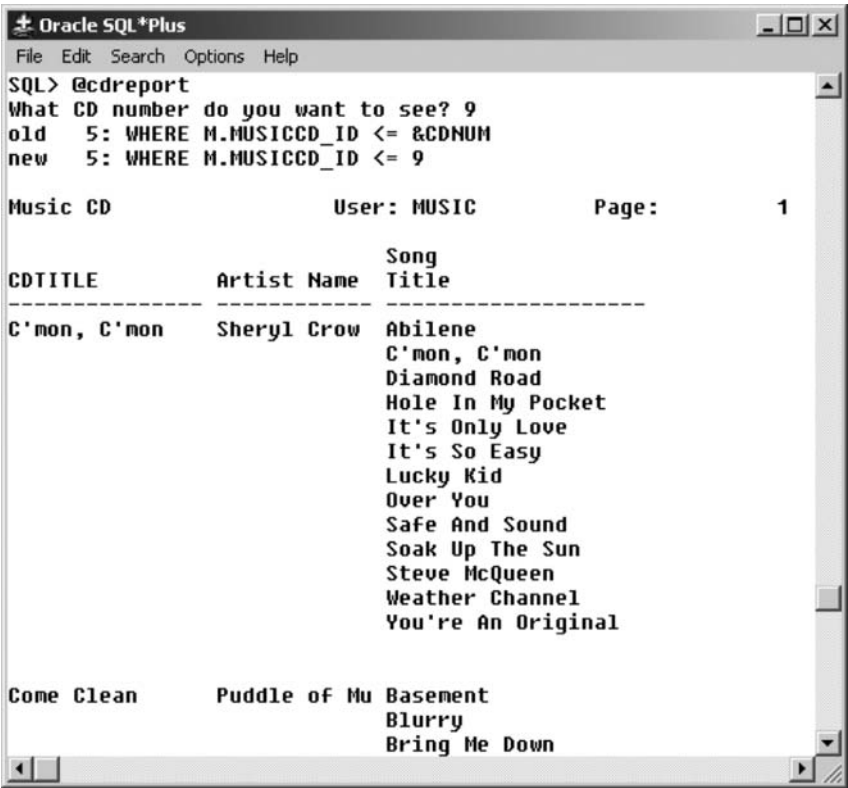 Oracle SQL*Plus
File Edit Search Options Help
SQL> @cdreport
What CD number do you want to see? 9
old   5: WHERE M.MUSICCD_ID <= &CDNUM
new   5: WHERE M.MUSICCD_ID <= 9
Music CD                User: MUSIC           Page:          1
                             Song
CDTITLE         Artist Name  Title
--------------- ------------ --------------------
C'mon, C'mon    Sheryl Crow  Abilene
                             C'mon, C'mon
                             Diamond Road
                             Hole In My Pocket
                             It's Only Love
                             It's So Easy
                             Lucky Kid
                             Over You
                             Safe And Sound
                             Soak Up The Sun
                             Steve McQueen
                             Weather Channel
                             You're An Original
Come Clean      Puddle of Mu Basement
                             Blurry
                             Bring Me Down